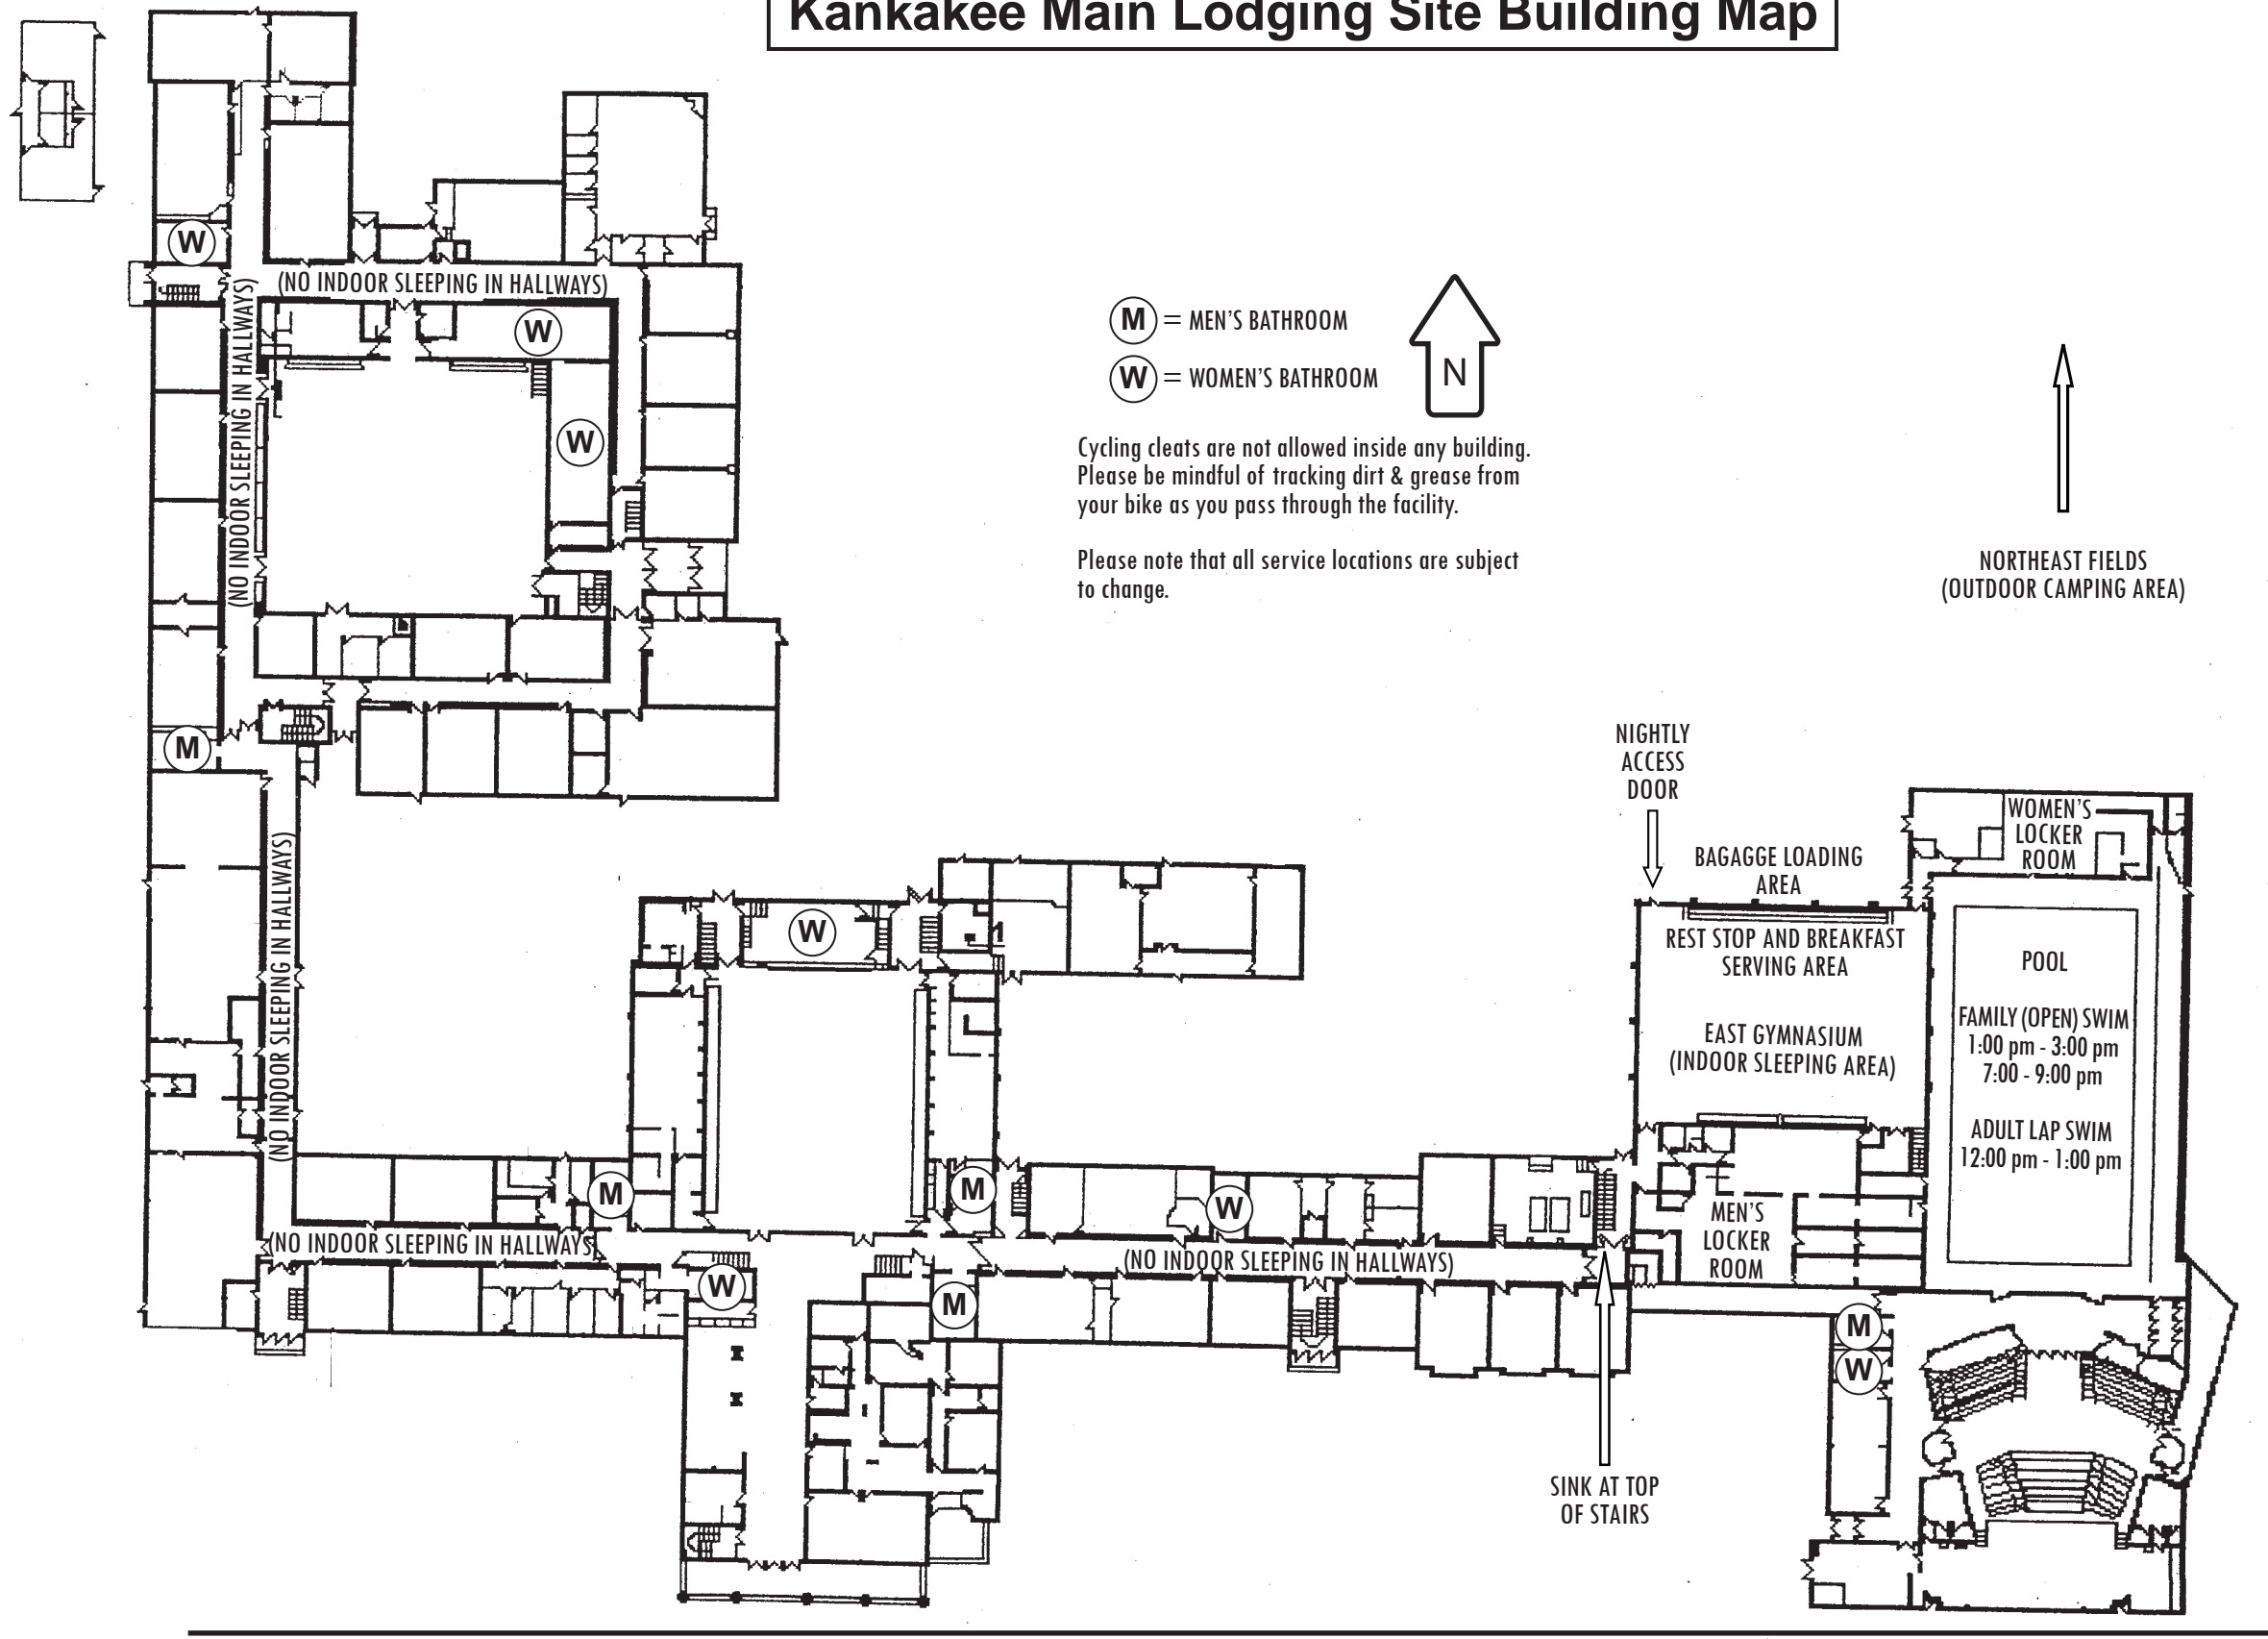 Kankakee Main Lodging Site Building Map
W
(NO INDOOR SLEEPING IN HALLWAYS)
(NO INDOOR SLEEPING IN HALLWAYS)
W
W
M = MEN'S BATHROOM
W = WOMEN'S BATHROOM
N
Cycling cleats are not allowed inside any building.
Please be mindful of tracking dirt & grease from
your bike as you pass through the facility.
Please note that all service locations are subject
to change.
NORTHEAST FIELDS
(OUTDOOR CAMPING AREA)
M
(NO INDOOR SLEEPING IN HALLWAYS)
NIGHTLY
ACCESS
DOOR
BAGAGGE LOADING
AREA
WOMEN'S
LOCKER
ROOM
W
REST STOP AND BREAKFAST
SERVING AREA
EAST GYMNASIUM
(INDOOR SLEEPING AREA)
POOL
FAMILY (OPEN) SWIM
1:00 pm - 3:00 pm
7:00 - 9:00 pm
ADULT LAP SWIM
12:00 pm - 1:00 pm
M
M
W
MEN'S
LOCKER
ROOM
(NO INDOOR SLEEPING IN HALLWAYS)
(NO INDOOR SLEEPING IN HALLWAYS)
W
M
M
W
SINK AT TOP
OF STAIRS